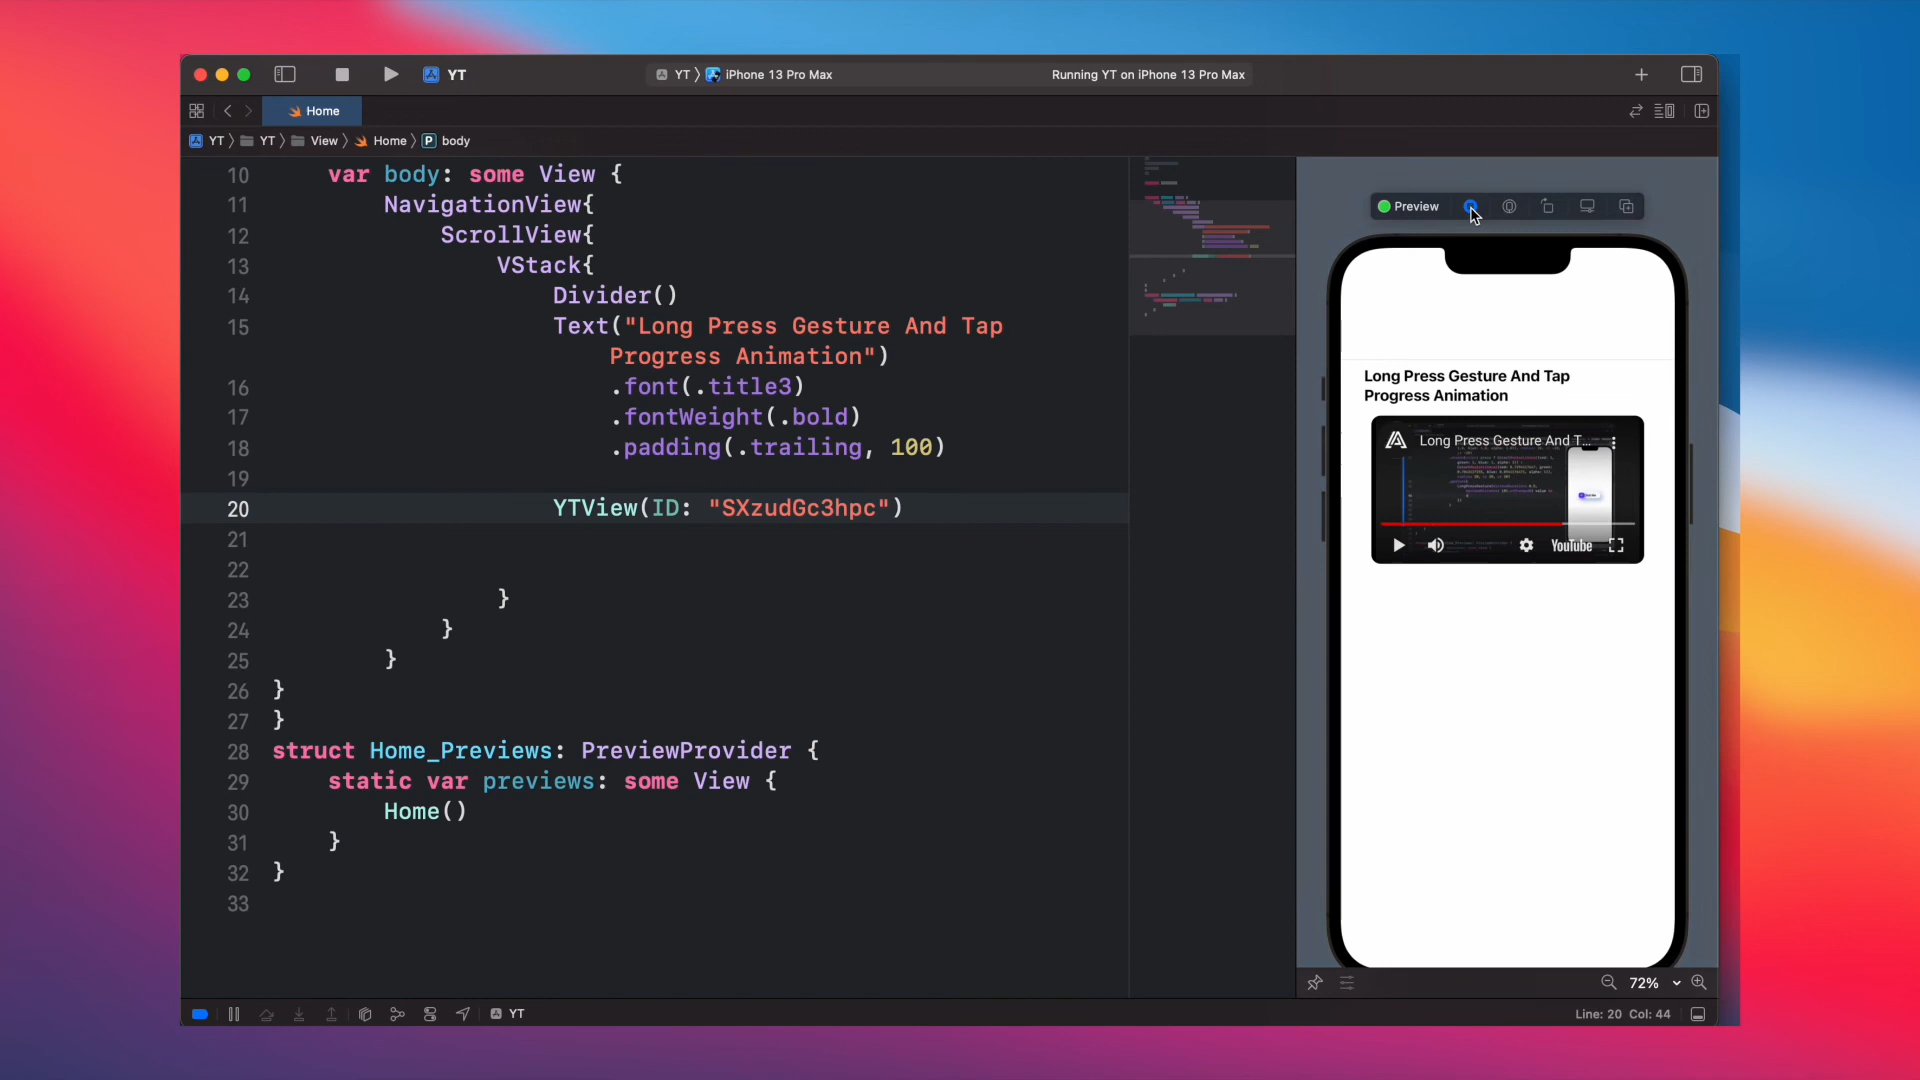 YT
YT 〉 iPhone 13 Pro Max
Running YT on iPhone 13 Pro Max
Home
YT 〉 YT 〉 View 〉 Home 〉 P body
10 var body: some View {
11 NavigationView{
12 ScrollView{
13 VStack{
14 Divider()
15 Text("Long Press Gesture And Tap
Progress Animation")
16 .font(.title3)
17 .fontWeight(.bold)
18 .padding(.trailing, 100)
19
20 YTView(ID: "SXzudGc3hpc")
21
22
23 }
24 }
25 }
26 }
27 }
28 struct Home_Previews: PreviewProvider {
29 static var previews: some View {
30 Home()
31 }
32 }
33
Preview
Long Press Gesture And Tap
Progress Animation
Long Press Gesture And T...
YouTube
72%
YT
Line: 20 Col: 44